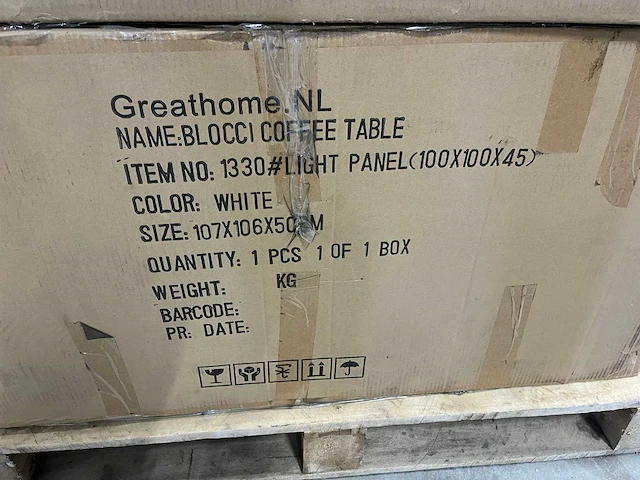 Greathome.NL
NAME:BLOCCI COFFEE TABLE
ITEM NO: 1330#LIGHT PANEL(100X100X45)
COLOR: WHITE
SIZE: 107X106X50CM
QUANTITY: 1 PCS 1 OF 1 BOX
WEIGHT: KG
BARCODE:
PR: DATE: